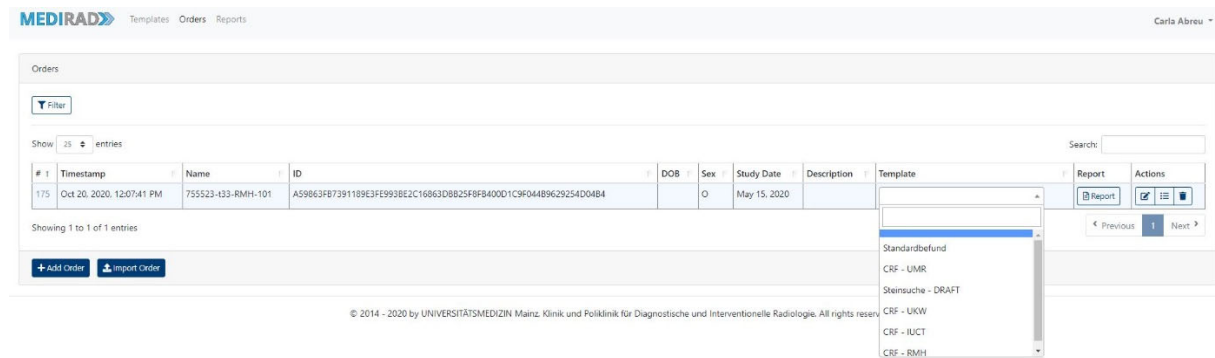 MEDIRAD Templates Orders Reports Carla Abreu
Orders
Filter
Show 25 entries Search:
# Timestamp Name ID DOB Sex Study Date Description Template Report Actions
175 Oct 20, 2020, 12:07:41 PM 755523-t33-RMH-101 O May 15, 2020 Report
Showing 1 to 1 of 1 entries Previous 1 Next
Standardbefund
+ Add Order Import Order
CRF - UMR
Steinsuche - DRAFT
© 2014 - 2020 by UNIVERSITÄTSMEDIZIN Mainz. Klinik und Poliklinik für Diagnostische und Interventionelle Radiologie. All rights reserv
CRF - UKW
CRF - IUCT
CRF - RMH